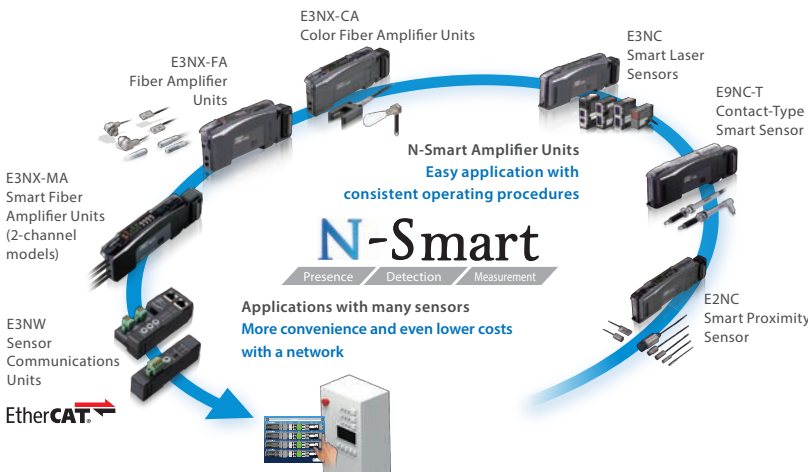 E3NX-CA
Color Fiber Amplifier Units
E3NX-FA
Fiber Amplifier
Units
E3NC
Smart Laser
Sensors
E9NC-T
Contact-Type
Smart Sensor
N-Smart Amplifier Units
Easy application with
consistent operating procedures
E3NX-MA
Smart Fiber
Amplifier Units
(2-channel
models)
N-Smart
Presence Detection Measurement
E2NC
Smart Proximity
Sensor
Applications with many sensors
More convenience and even lower costs
with a network
E3NW
Sensor
Communications
Units
EtherCAT®